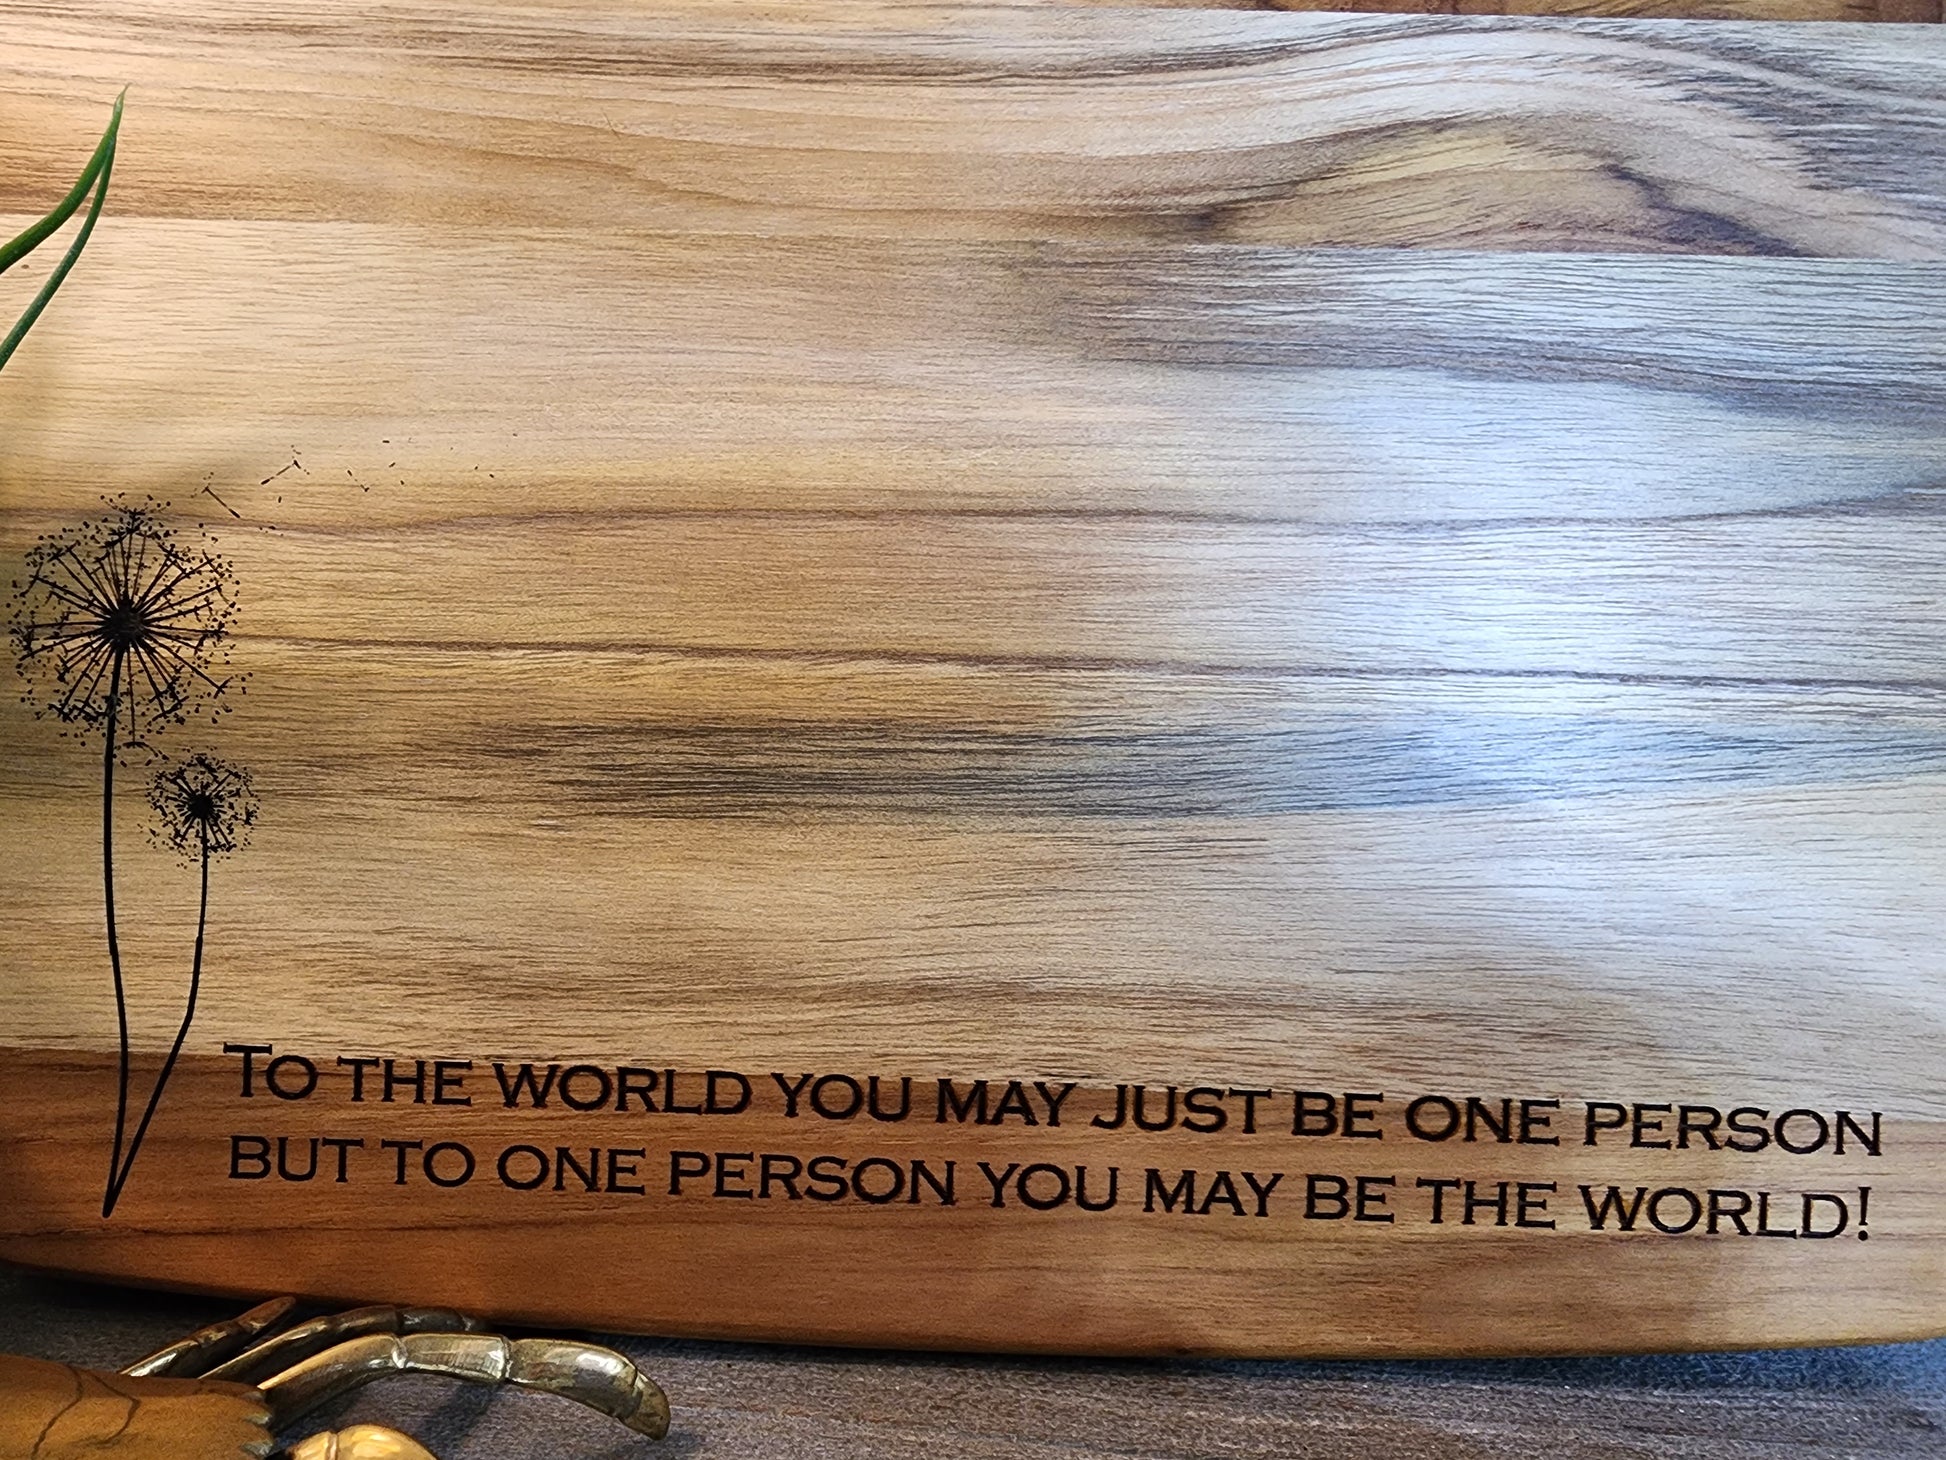 To the world you may just be one person
but to one person you may be the world!